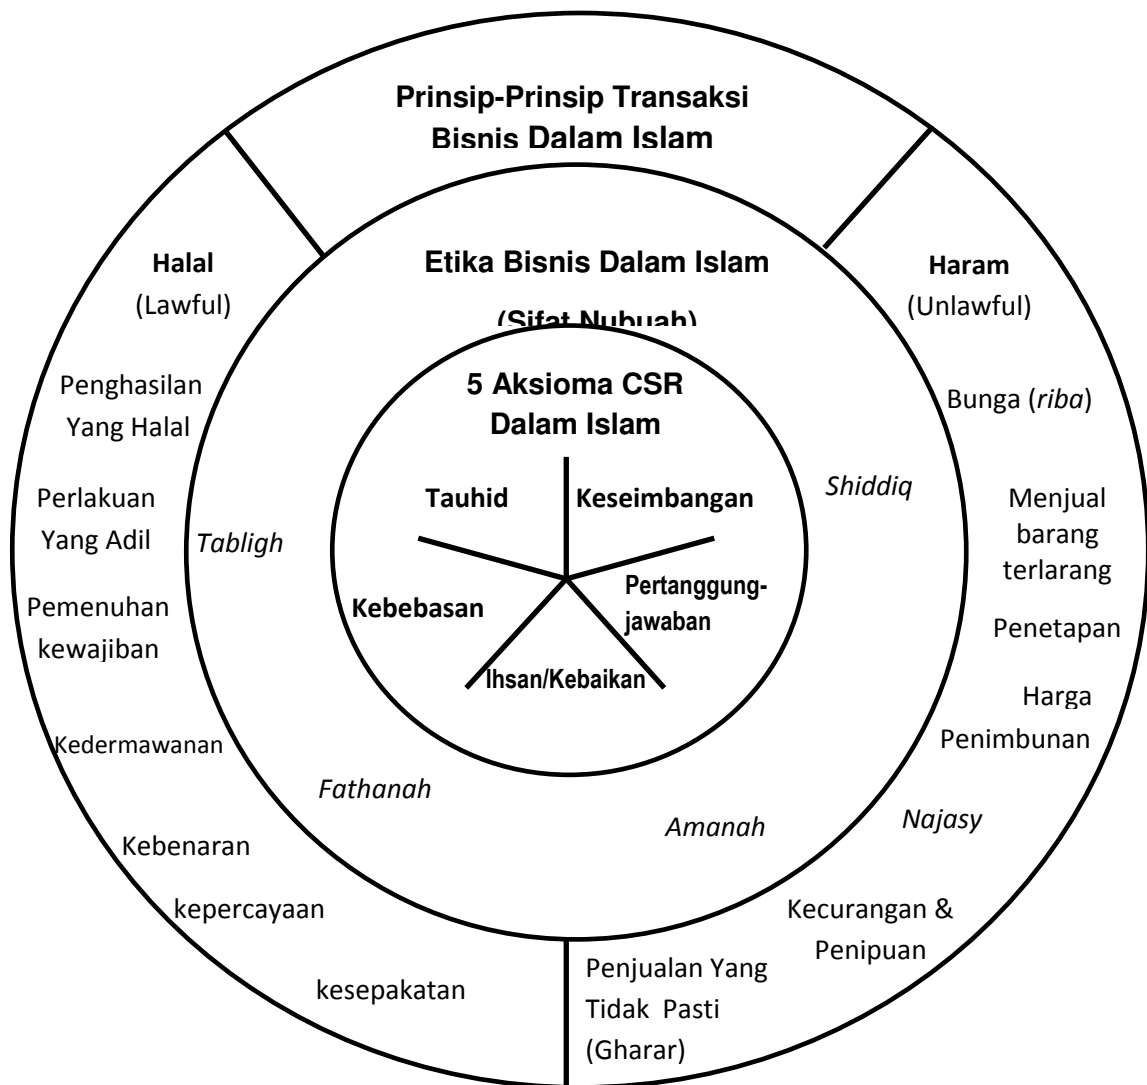 Prinsip-Prinsip Transaksi
Bisnis Dalam Islam
Etika Bisnis Dalam Islam
(Sifat Nubuah)
5 Aksioma CSR
Dalam Islam
Tauhid
Keseimbangan
Pertanggung-
jawaban
Ihsan/Kebaikan
Kebebasan
Shiddiq
Amanah
Fathanah
Tabligh
Halal
(Lawful)
Penghasilan
Yang Halal
Perlakuan
Yang Adil
Pemenuhan
kewajiban
Kedermawanan
Kebenaran
kepercayaan
kesepakatan
Haram
(Unlawful)
Bunga (riba)
Menjual
barang
terlarang
Penetapan
Harga
Penimbunan
Najasy
Kecurangan &
Penipuan
Penjualan Yang
Tidak Pasti
(Gharar)